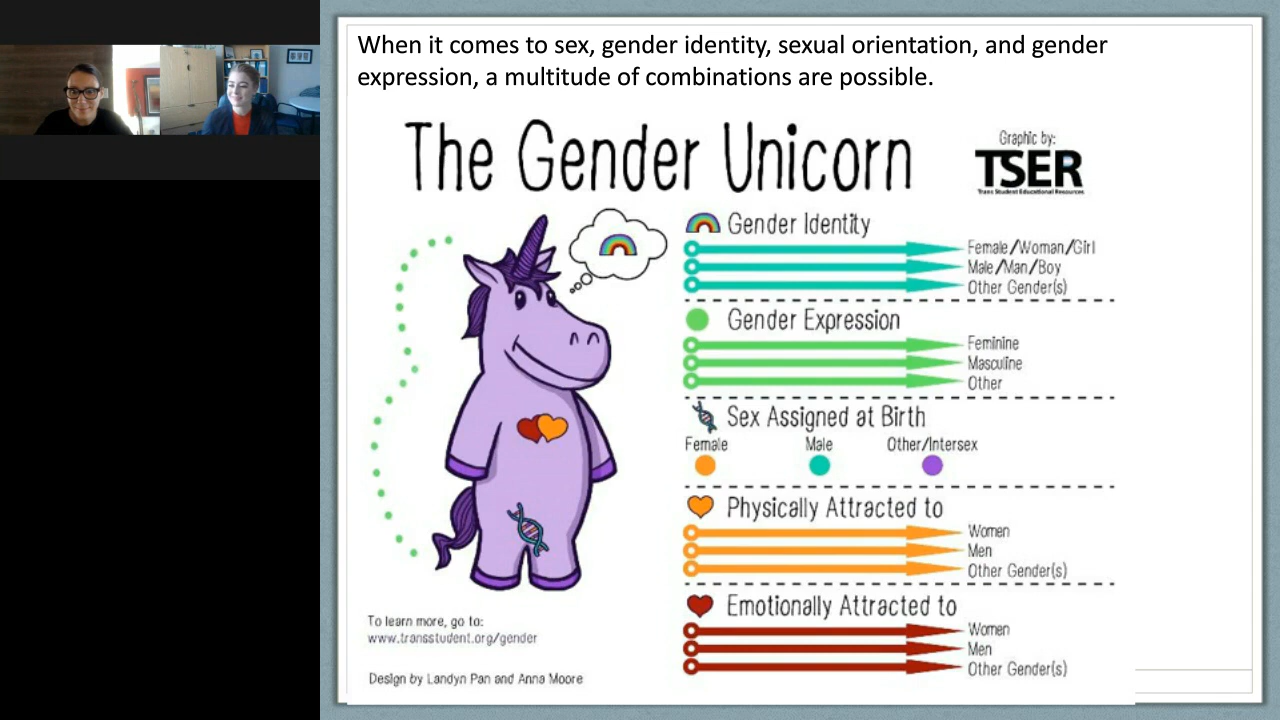 When it comes to sex, gender identity, sexual orientation, and gender
expression, a multitude of combinations are possible.
The Gender Unicorn
Graphic by:
TSER
Trans Student Educational Resources
Gender Identity
Female/Woman/Girl
Male/Man/Boy
Other Gender(s)
Gender Expression
Feminine
Masculine
Other
Sex Assigned at Birth
Female Male Other/Intersex
Physically Attracted to
Women
Men
Other Gender(s)
Emotionally Attracted to
Women
Men
Other Gender(s)
To learn more, go to:
www.transstudent.org/gender
Design by Landyn Pan and Anna Moore